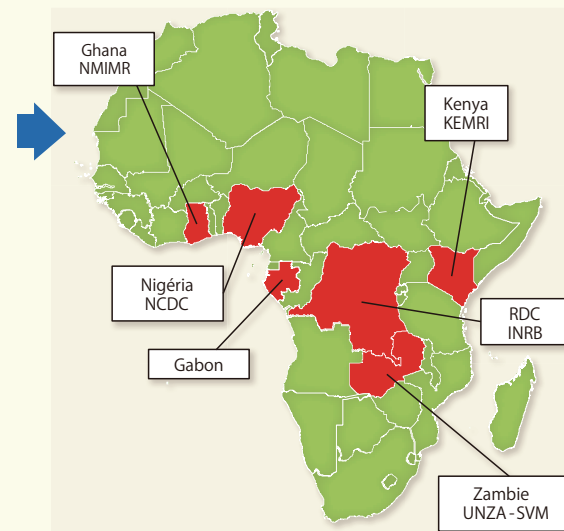 Ghana
NMIMR
Kenya
KEMRI
Nigéria
NCDC
RDC
INRB
Gabon
Zambie
UNZA-SVM